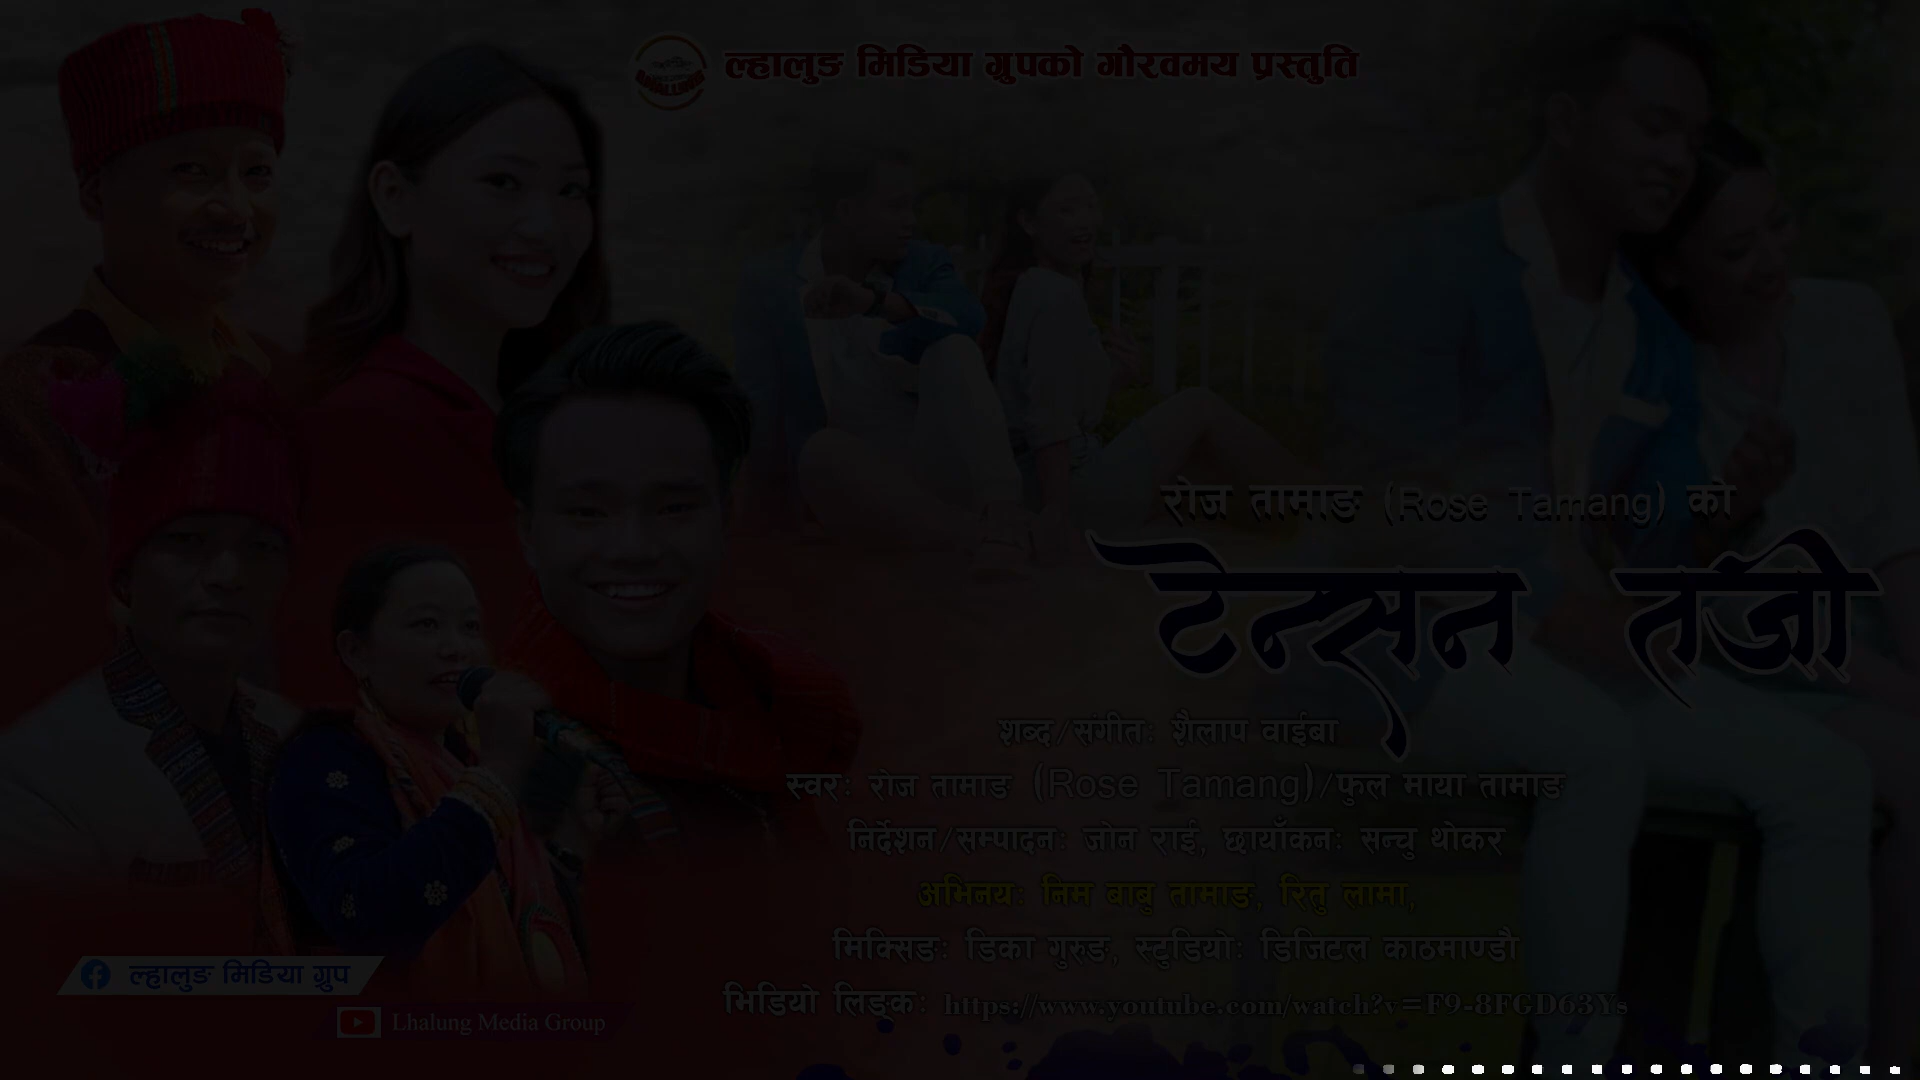 ल्हालुङ मिडिया ग्रुपको गौरवमय प्रस्तुति
रोज तामाङ (Rose Tamang) को
टेन्सन तजी
शब्द/संगीतः शैलाप वाईबा
स्वरः रोज तामाङ (Rose Tamang)/फुल माया तामाङ
निर्देशन/सम्पादनः जोन राई, छायाँकनः सन्चु थोकर
अभिनयः निम बाबु तामाङ, रितु लामा,
मिक्सिङः डिका गुरुङ, स्टुडियोः डिजिटल काठमाण्डौ
भिडियो लिङ्कः https://www.youtube.com/watch?v=F9-8FGD63Ys
ल्हालुङ मिडिया ग्रुप
Lhalung Media Group